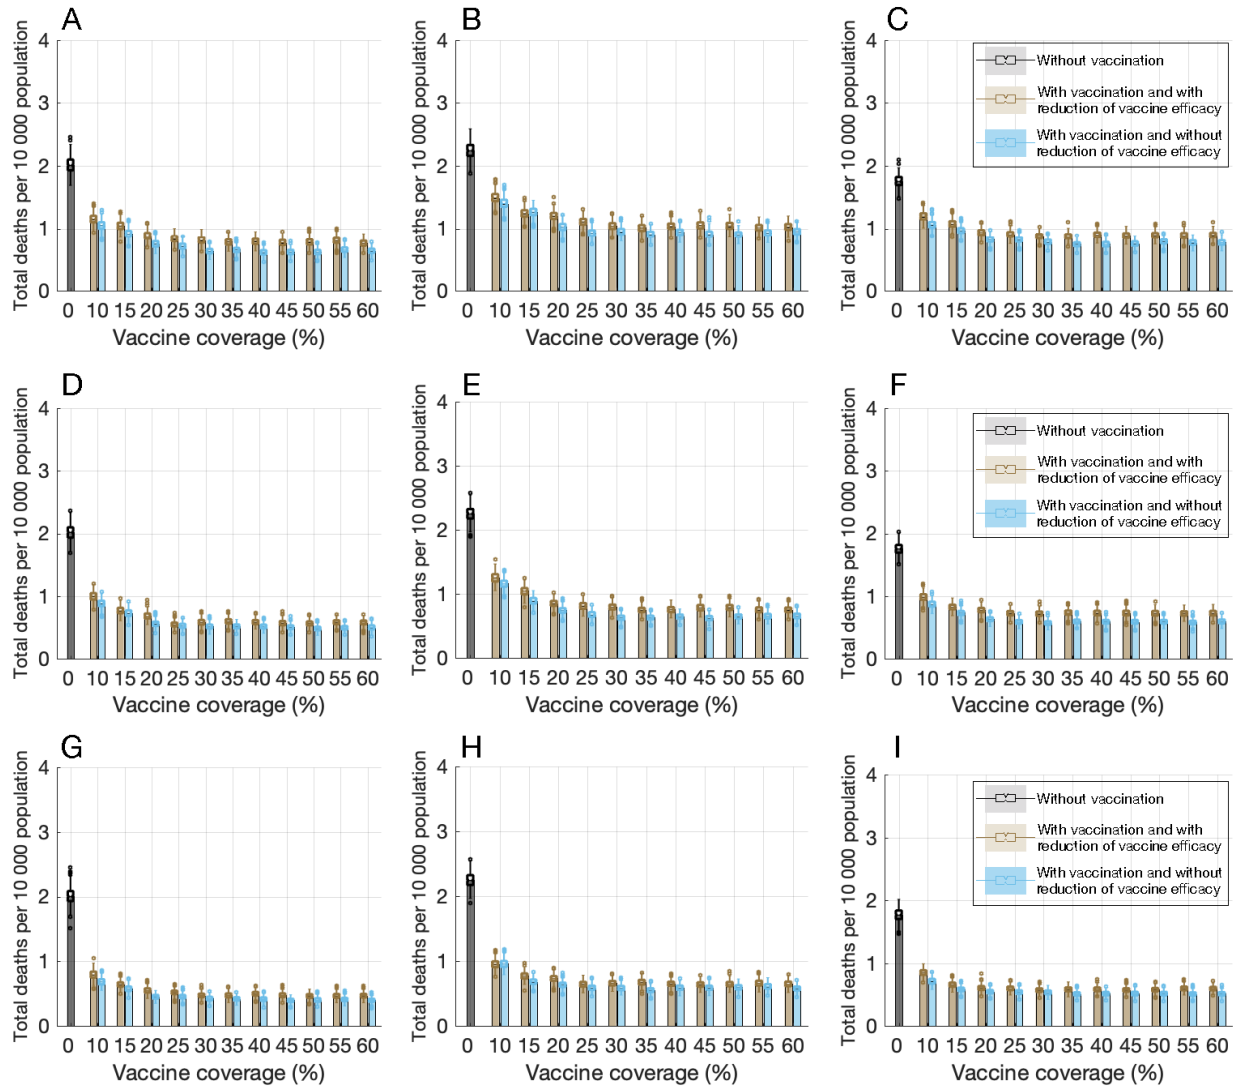 A
Total deaths per 10 000 population
4
3
2
1
0
0 10 15 20 25 30 35 40 45 50 55 60
Vaccine coverage (%)
B
Total deaths per 10 000 population
4
3
2
1
0
0 10 15 20 25 30 35 40 45 50 55 60
Vaccine coverage (%)
C
Total deaths per 10 000 population
4
3
2
1
0
0 10 15 20 25 30 35 40 45 50 55 60
Vaccine coverage (%)
Without vaccination
With vaccination and with
reduction of vaccine efficacy
With vaccination and without
reduction of vaccine efficacy
D
Total deaths per 10 000 population
4
3
2
1
0
0 10 15 20 25 30 35 40 45 50 55 60
Vaccine coverage (%)
E
Total deaths per 10 000 population
4
3
2
1
0
0 10 15 20 25 30 35 40 45 50 55 60
Vaccine coverage (%)
F
Total deaths per 10 000 population
4
3
2
1
0
0 10 15 20 25 30 35 40 45 50 55 60
Vaccine coverage (%)
Without vaccination
With vaccination and with
reduction of vaccine efficacy
With vaccination and without
reduction of vaccine efficacy
G
Total deaths per 10 000 population
4
3
2
1
0
0 10 15 20 25 30 35 40 45 50 55 60
Vaccine coverage (%)
H
Total deaths per 10 000 population
4
3
2
1
0
0 10 15 20 25 30 35 40 45 50 55 60
Vaccine coverage (%)
I
Total deaths per 10 000 population
4
3
2
1
0
0 10 15 20 25 30 35 40 45 50 55 60
Vaccine coverage (%)
Without vaccination
With vaccination and with
reduction of vaccine efficacy
With vaccination and without
reduction of vaccine efficacy